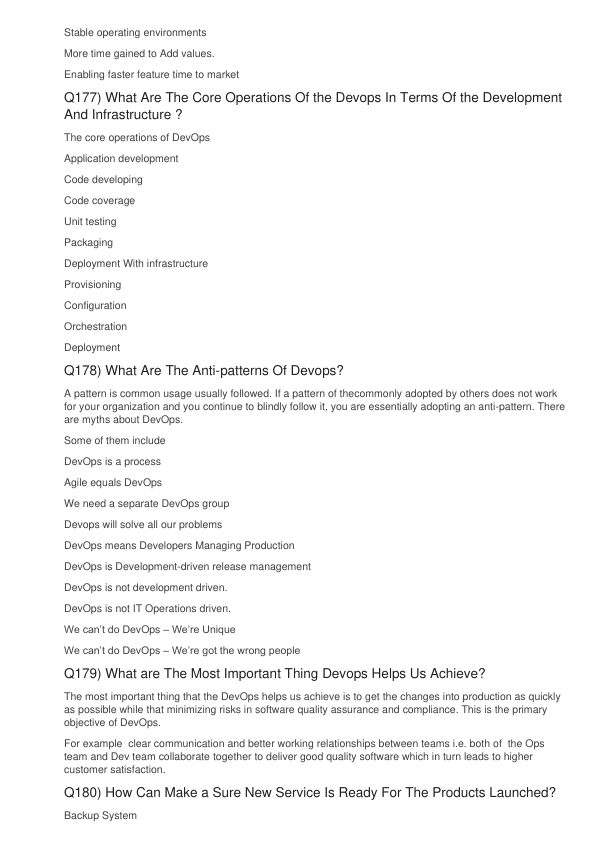 Stable operating environments
More time gained to Add values.
Enabling faster feature time to market
Q177) What Are The Core Operations Of the Devops In Terms Of the Development
And Infrastructure ?
The core operations of DevOps
Application development
Code developing
Code coverage
Unit testing
Packaging
Deployment With infrastructure
Provisioning
Configuration
Orchestration
Deployment
Q178) What Are The Anti-patterns Of Devops?
A pattern is common usage usually followed. If a pattern of thecommonly adopted by others does not work
for your organization and you continue to blindly follow it, you are essentially adopting an anti-pattern. There
are myths about DevOps.
Some of them include
DevOps is a process
Agile equals DevOps
We need a separate DevOps group
Devops will solve all our problems
DevOps means Developers Managing Production
DevOps is Development-driven release management
DevOps is not development driven.
DevOps is not IT Operations driven.
We can’t do DevOps – We’re Unique
We can’t do DevOps – We’re got the wrong people
Q179) What are The Most Important Thing Devops Helps Us Achieve?
The most important thing that the DevOps helps us achieve is to get the changes into production as quickly
as possible while that minimizing risks in software quality assurance and compliance. This is the primary
objective of DevOps.
For example  clear communication and better working relationships between teams i.e. both of  the Ops
team and Dev team collaborate together to deliver good quality software which in turn leads to higher
customer satisfaction.
Q180) How Can Make a Sure New Service Is Ready For The Products Launched?
Backup System